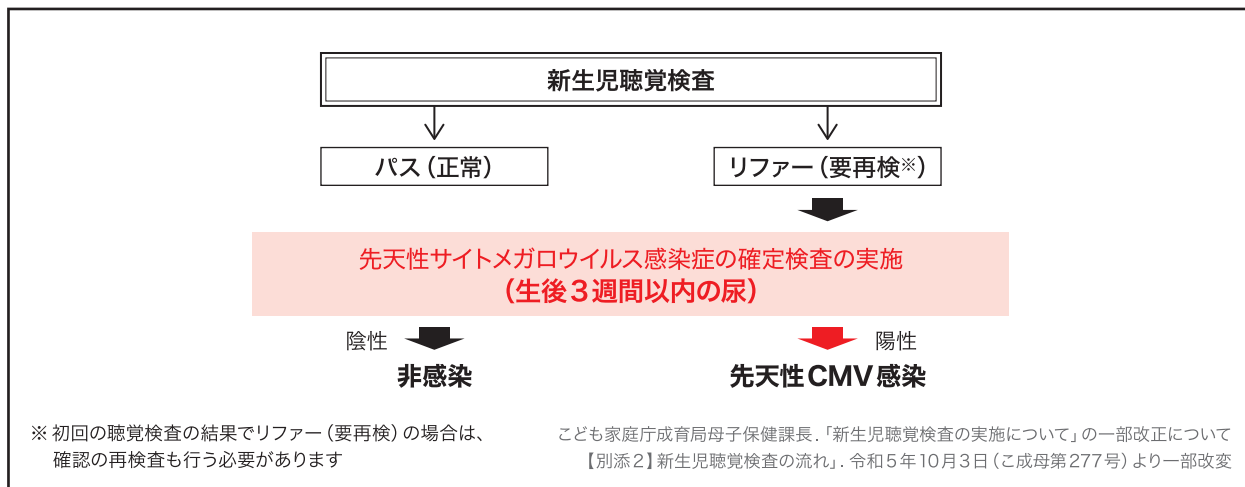 新生児聴覚検査
パス(正常)
リファー(要再検※)
先天性サイトメガロウイルス感染症の確定検査の実施
(生後3週間以内の尿)
陰性
陽性
非感染
先天性CMV感染
※ 初回の聴覚検査の結果でリファー(要再検)の場合は、
確認の再検査も行う必要があります
こども家庭庁成育局母子保健課長.「新生児聴覚検査の実施について」の一部改正について
【別添2】新生児聴覚検査の流れ」. 令和5年10月3日(こ成母第277号)より一部改変